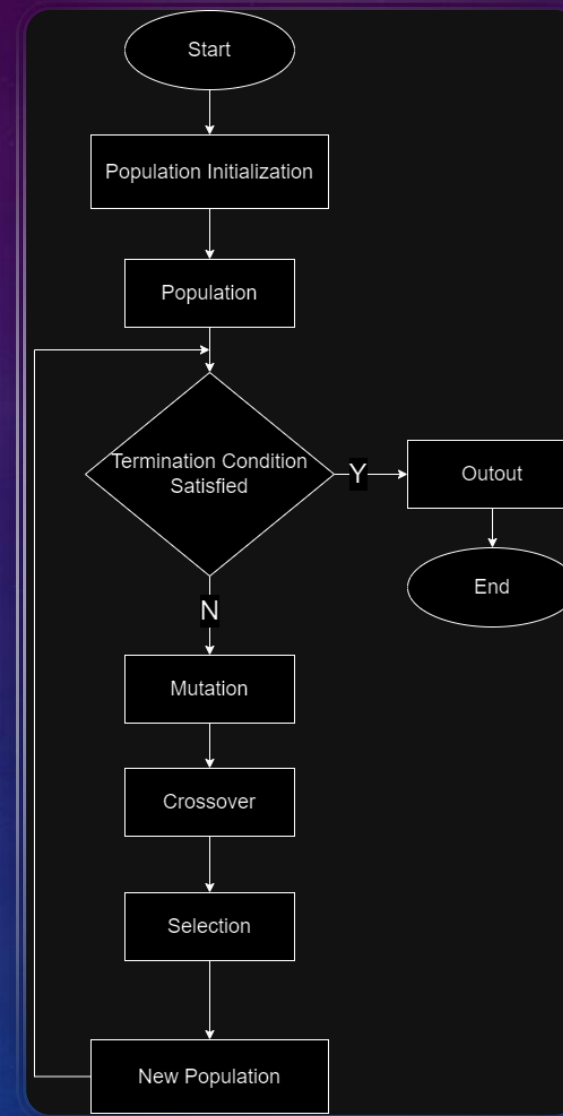 Start
Population Initialization
Population
Termination Condition
Satisfied
Y
Outout
End
N
Mutation
Crossover
Selection
New Population